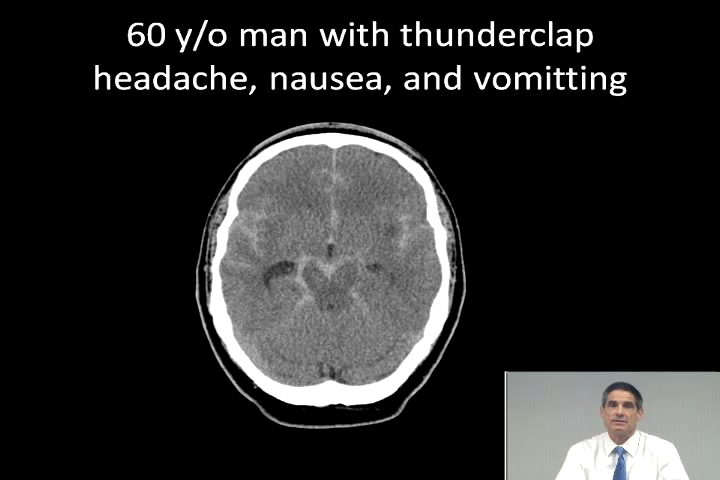 60 y/o man with thunderclap
headache, nausea, and vomitting